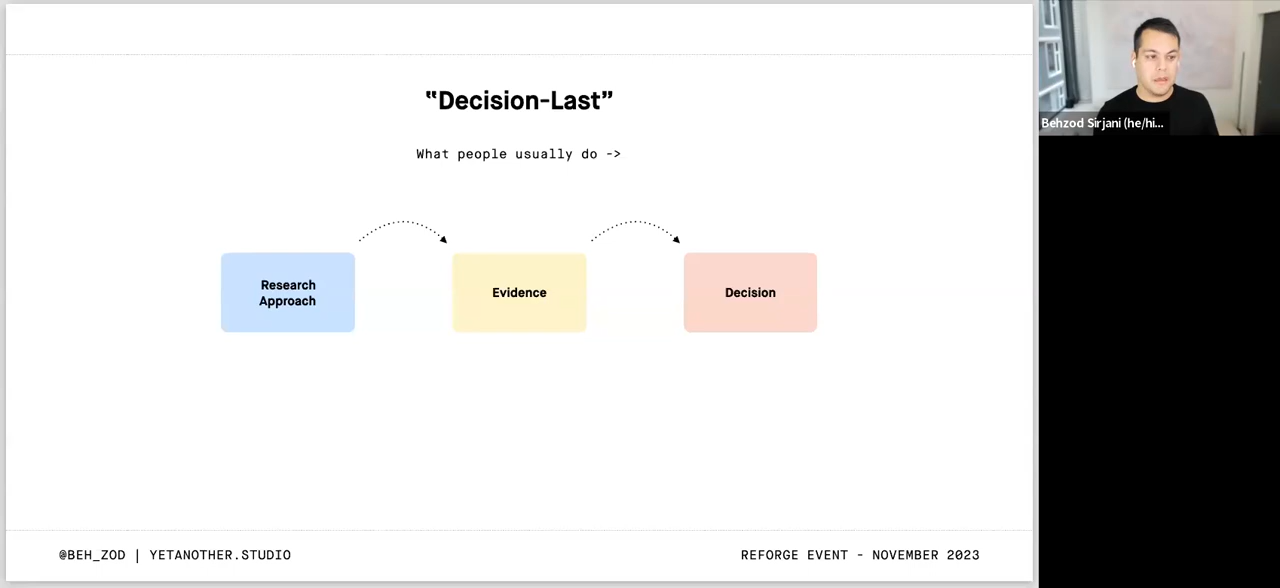 “Decision-Last”
What people usually do ->
Research
Approach
Evidence
Decision
@BEH_ZOD | YETANOTHER.STUDIO
REFORGE EVENT - NOVEMBER 2023
Behzod Sirjani (he/hi...